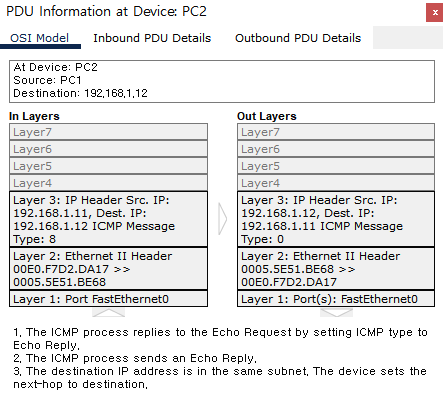 PDU Information at Device: PC2
x
OSI Model Inbound PDU Details Outbound PDU Details
At Device: PC2
Source: PC1
Destination: 192.168.1.12
In Layers
Layer7
Layer6
Layer5
Layer4
Layer 3: IP Header Src. IP:
192.168.1.11, Dest. IP:
192.168.1.12 ICMP Message
Type: 8
Layer 2: Ethernet II Header
00E0.F7D2.DA17 >>
0005.5E51.BE68
Layer 1: Port FastEthernet0
Out Layers
Layer7
Layer6
Layer5
Layer4
Layer 3: IP Header Src. IP:
192.168.1.12, Dest. IP:
192.168.1.11 ICMP Message
Type: 0
Layer 2: Ethernet II Header
0005.5E51.BE68 >>
00E0.F7D2.DA17
Layer 1: Port(s): FastEthernet0
1. The ICMP process replies to the Echo Request by setting ICMP type to
Echo Reply.
2. The ICMP process sends an Echo Reply.
3. The destination IP address is in the same subnet. The device sets the
next-hop to destination.